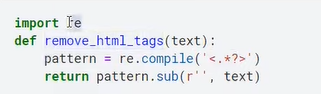 import re
def remove_html_tags(text):
    pattern = re.compile('<.*?>')
    return pattern.sub(r'', text)